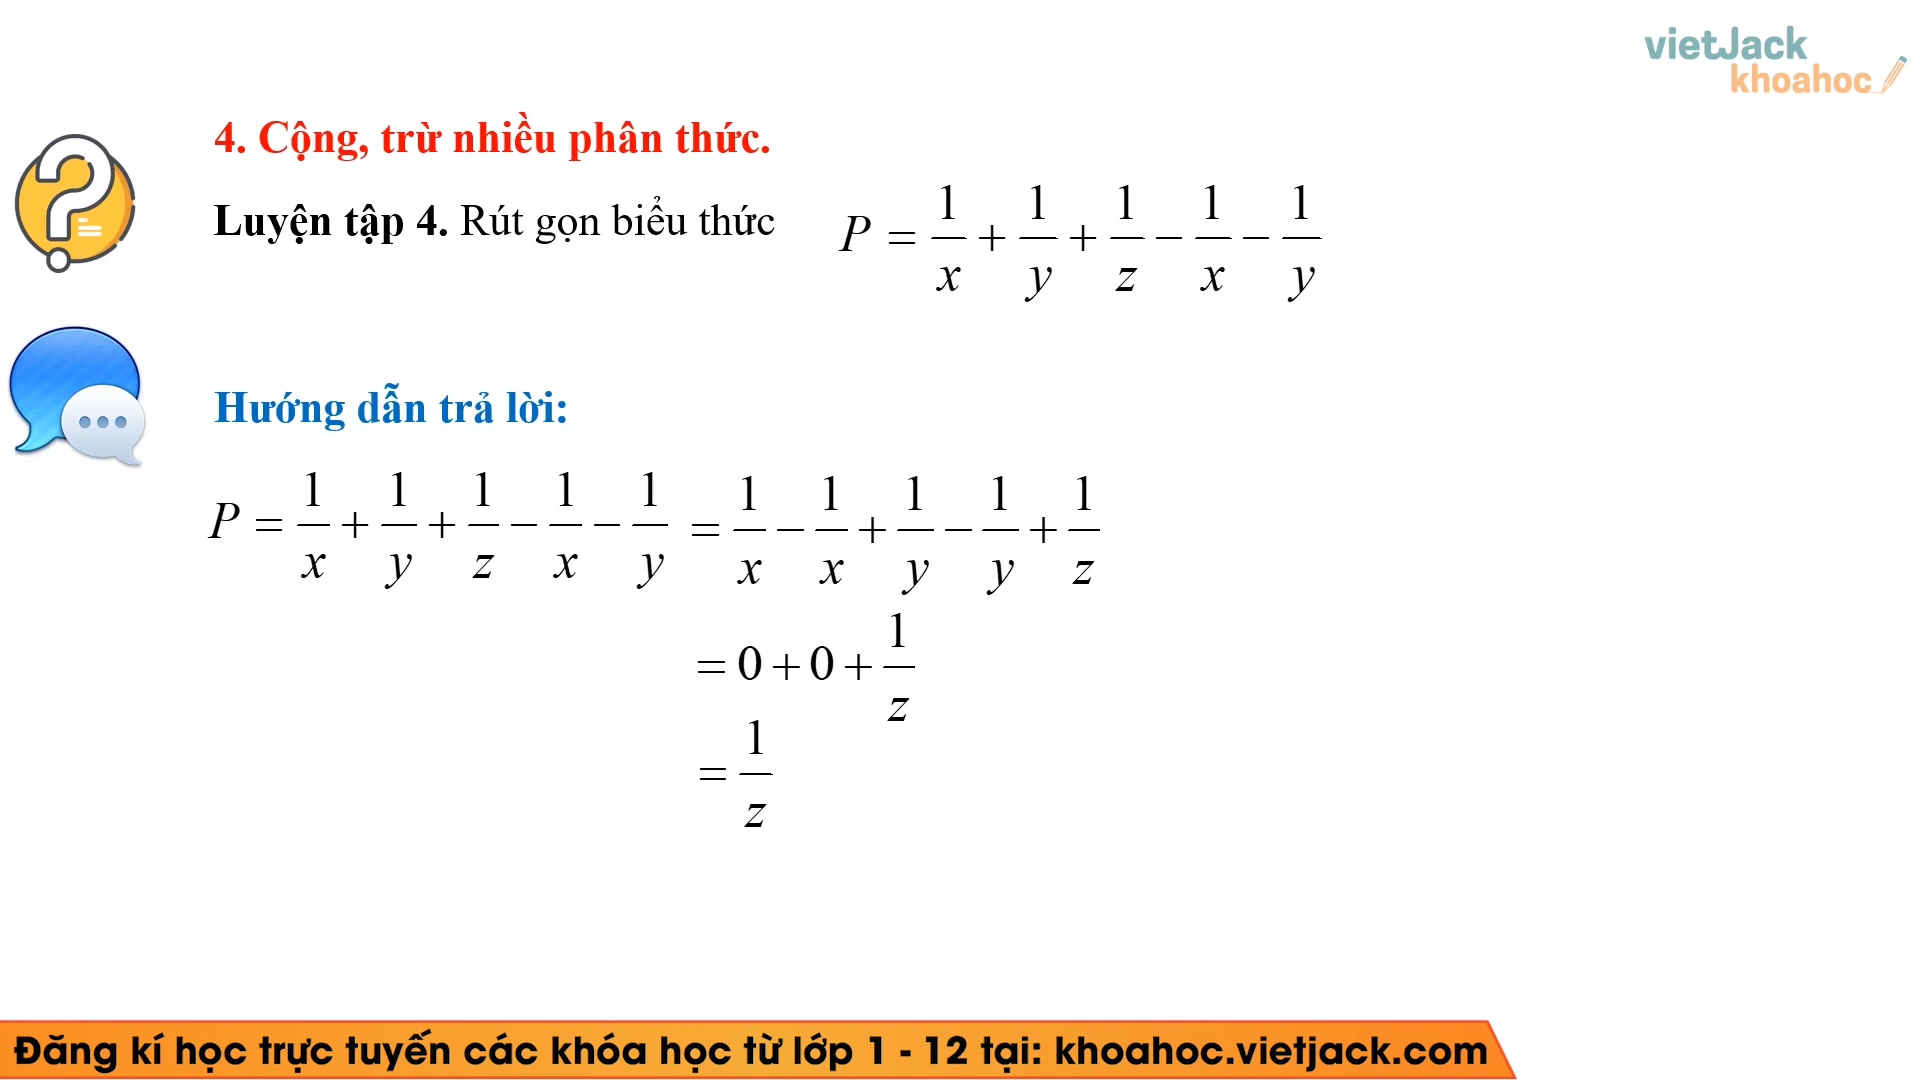 vietJack
khoahoc
4. Cộng, trừ nhiều phân thức.
Luyện tập 4. Rút gọn biểu thức P = 1/x + 1/y + 1/z − 1/x − 1/y
Hướng dẫn trả lời:
P = 1/x + 1/y + 1/z − 1/x − 1/y = 1/x − 1/x + 1/y − 1/y + 1/z
= 0 + 0 + 1/z
= 1/z
Đăng kí học trực tuyến các khóa học từ lớp 1 - 12 tại: khoahoc.vietjack.com